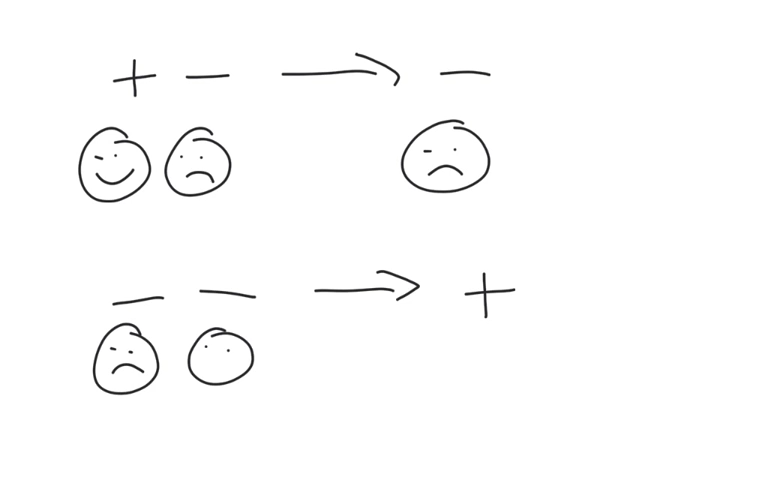 + − → −
− − → +